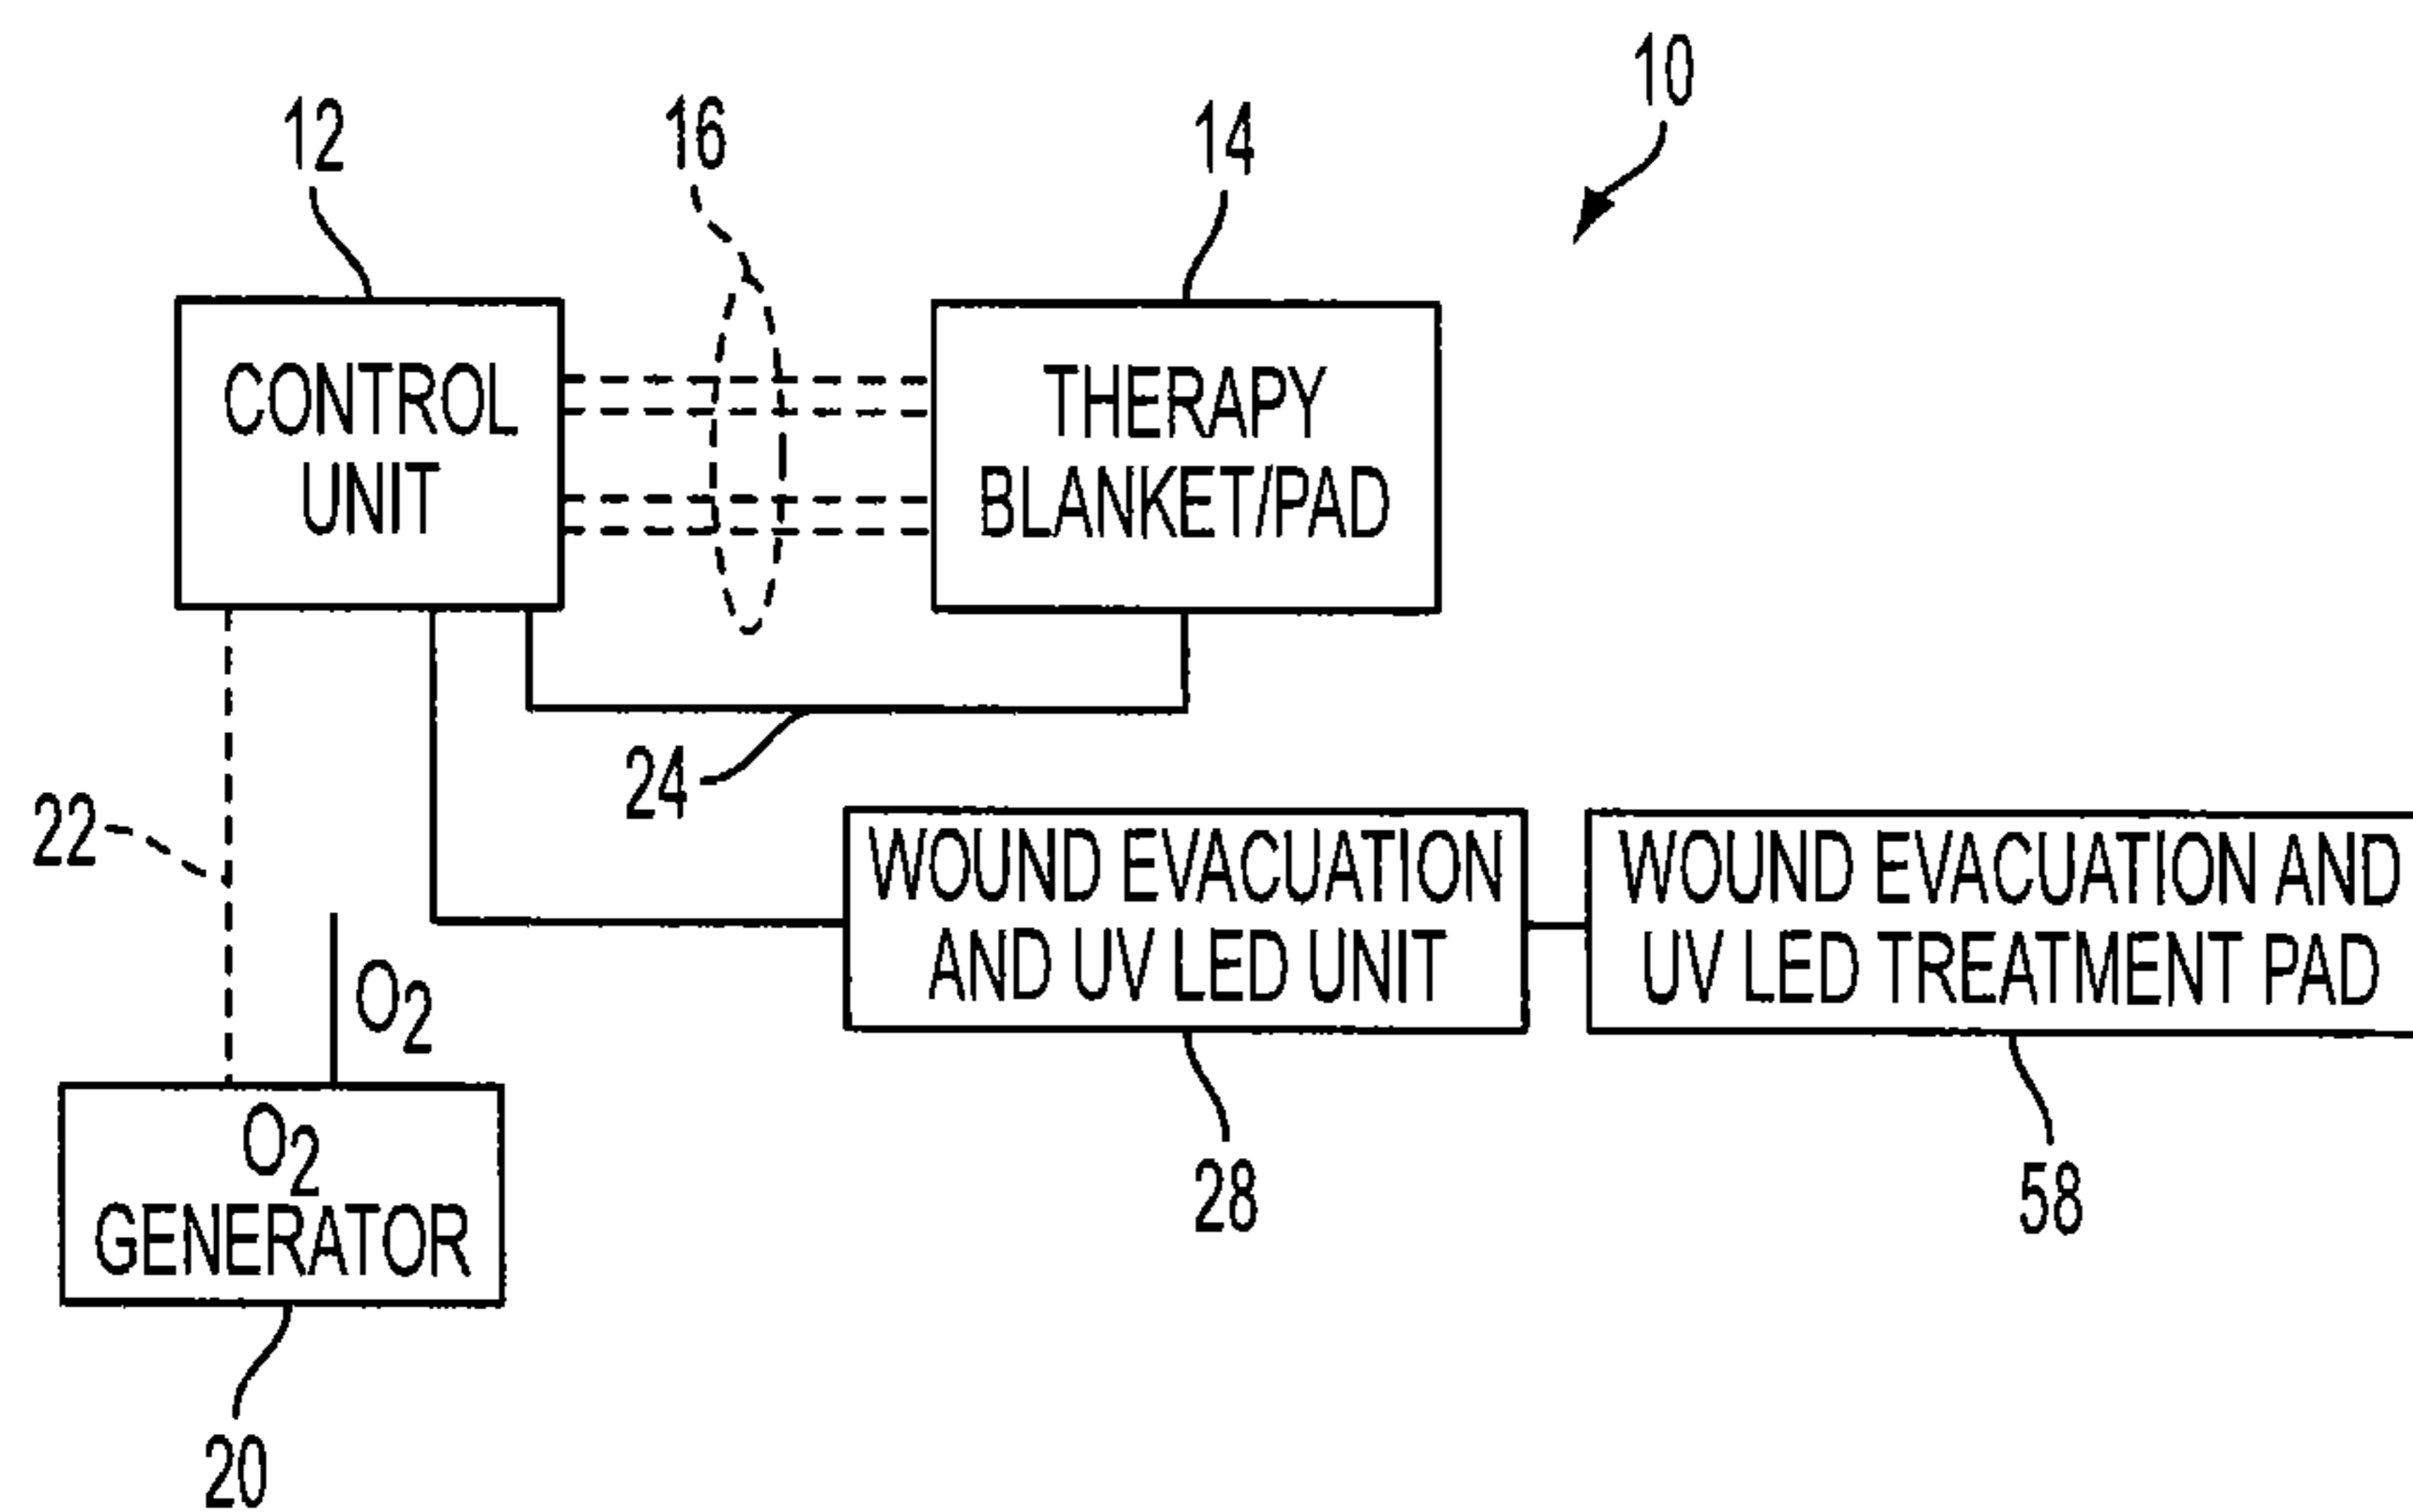 10
12
16
14
CONTROL
UNIT
THERAPY
BLANKET/PAD
24
22
WOUND EVACUATION
AND UV LED UNIT
WOUND EVACUATION AND
UV LED TREATMENT PAD
O2
O2
GENERATOR
28
58
20